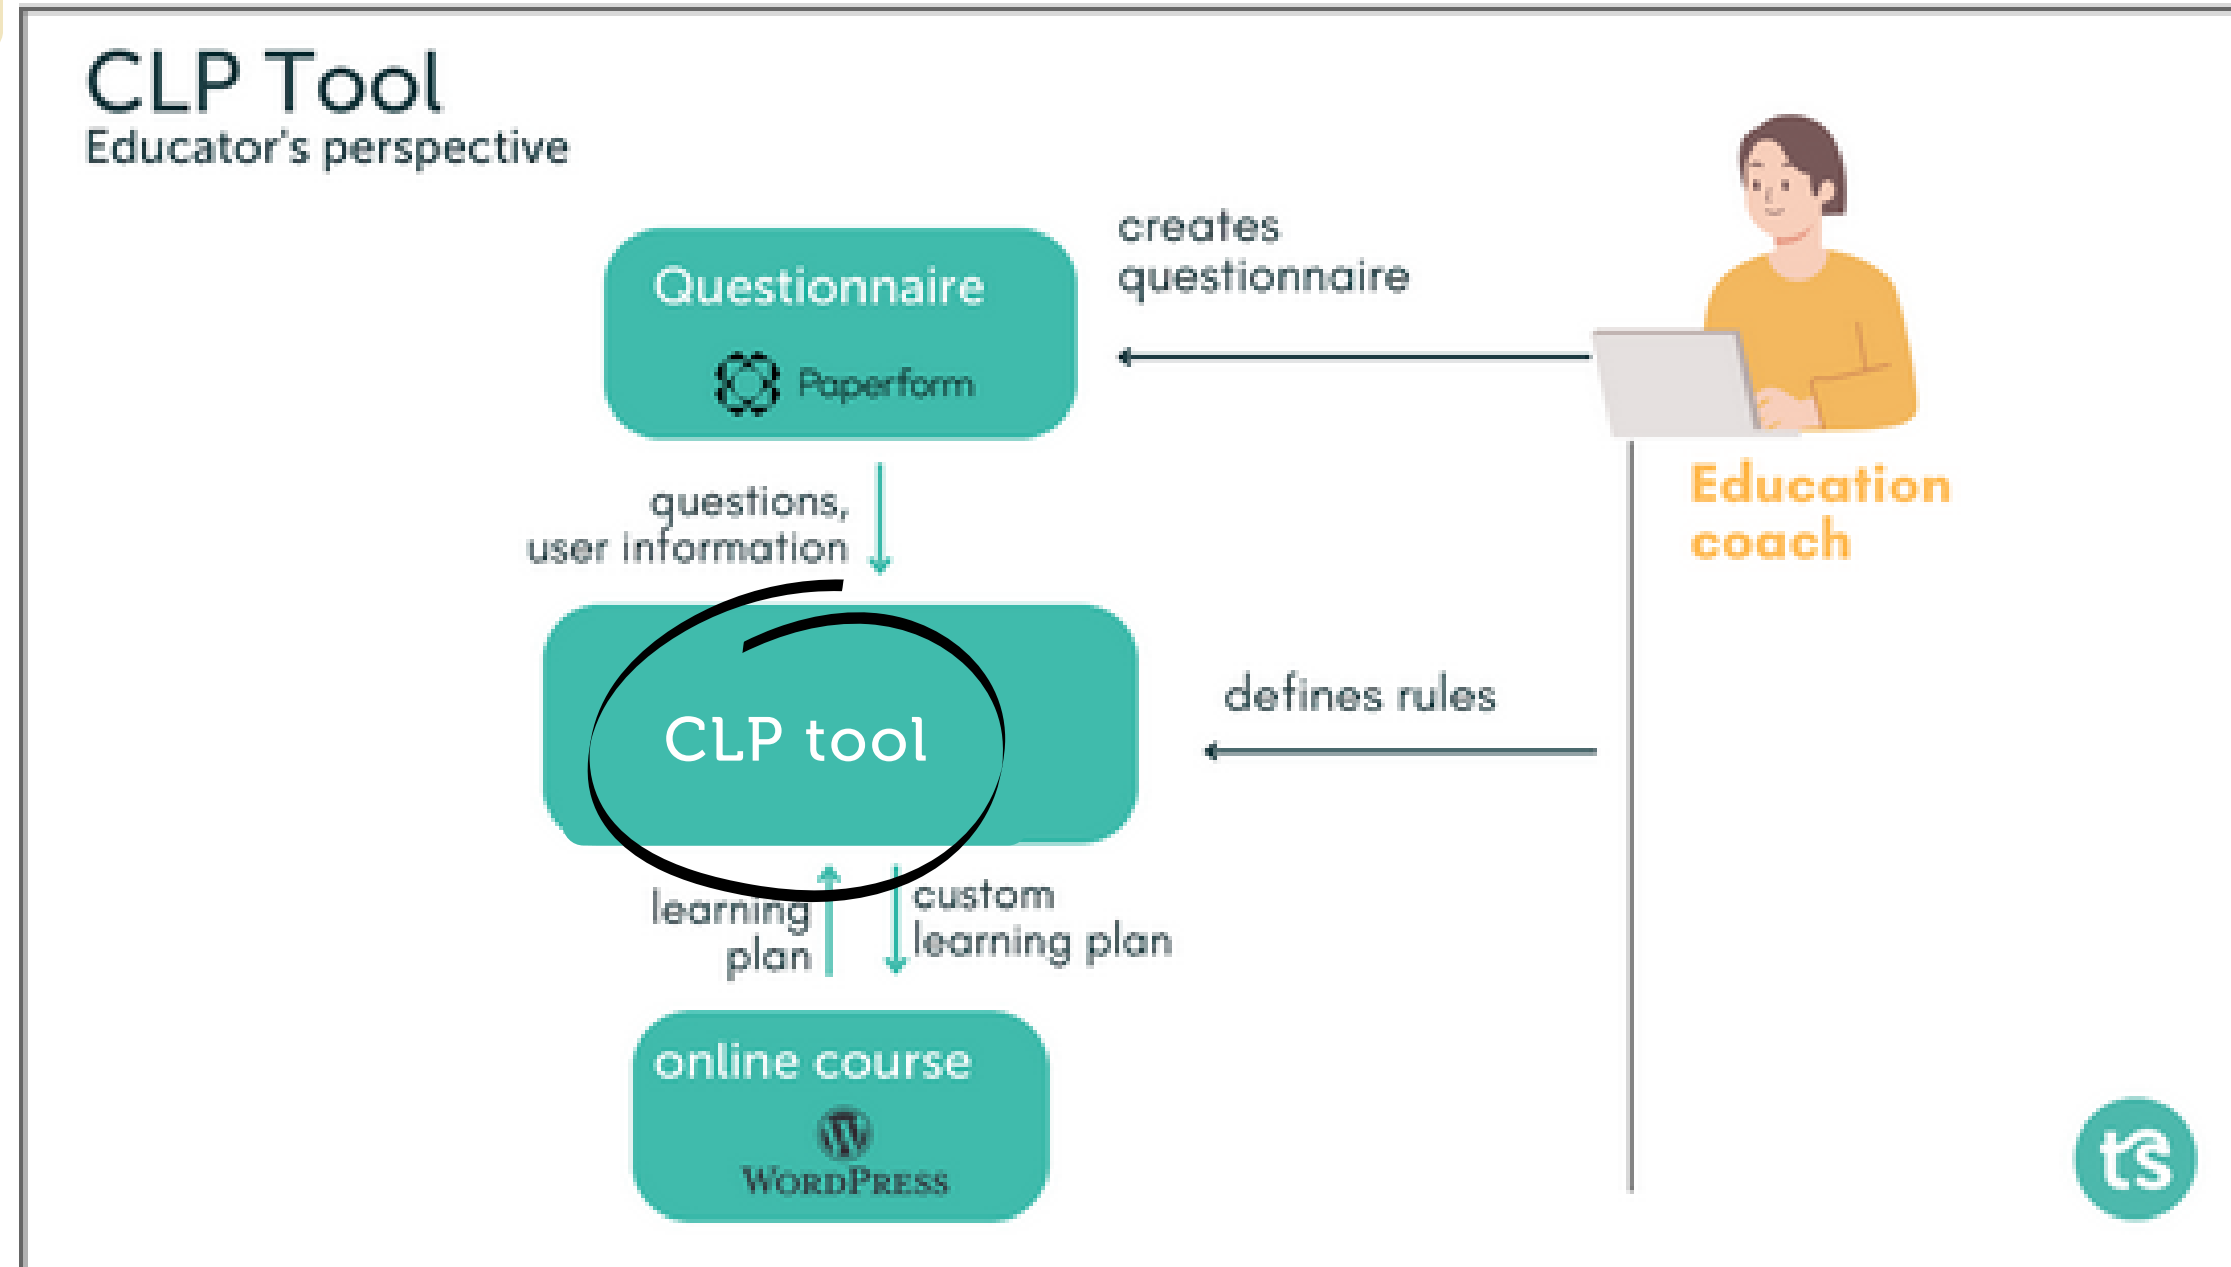 CLP Tool
Educator's perspective
creates
questionnaire
Questionnaire
Paperform
Education
coach
questions,
user information
defines rules
CLP tool
learning
plan
custom
learning plan
online course
WORDPRESS
ts